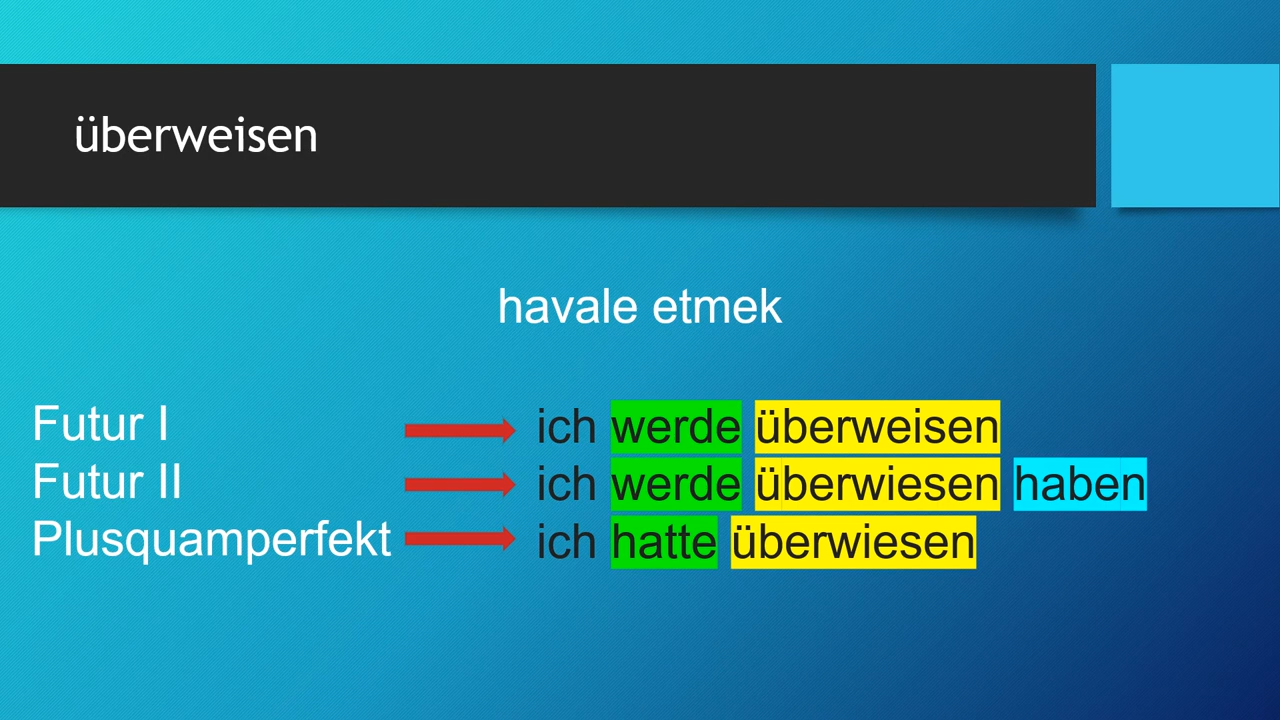 überweisen
havale etmek
Futur I ich werde überweisen
Futur II ich werde überwiesen haben
Plusquamperfekt ich hatte überwiesen